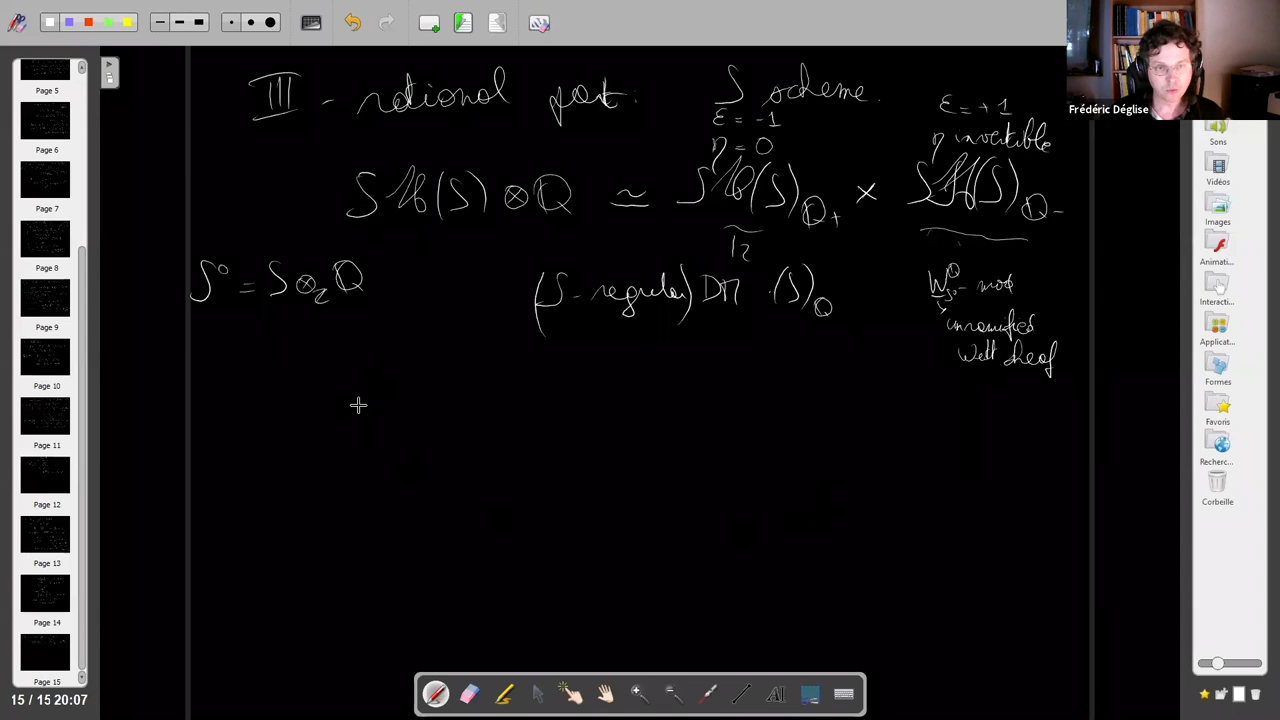 III - rational part: S scheme.
ε = -1
η = 0
ε = +1
η invertible
SH(S) ⊗ Q ≃ SH(S)Q+ × SH(S)Q-
S⁰ = S ⊗Z Q
(S-regular) DM (S)Q
W -mod
unramified
Witt sheaf
Frédéric Déglise
Page 5
Page 6
Page 7
Page 8
Page 9
Page 10
Page 11
Page 12
Page 13
Page 14
Page 15
15 / 15 20:07
Sons
Vidéos
Images
Animati...
Interacti...
Applicat...
Formes
Favoris
Recherc...
Corbeille